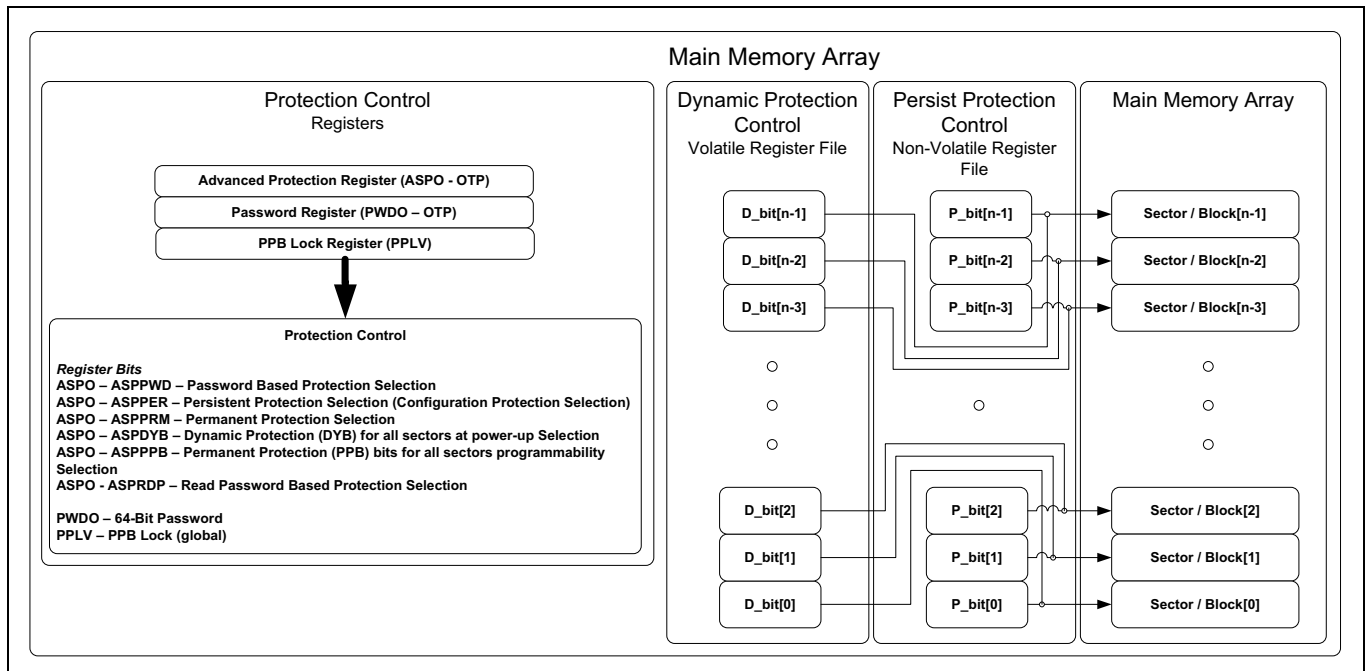 Main Memory Array
Protection Control
Registers
Advanced Protection Register (ASPO - OTP)
Password Register (PWDO – OTP)
PPB Lock Register (PPLV)
Protection Control
Register Bits
ASPO – ASPPWD – Password Based Protection Selection
ASPO – ASPPER – Persistent Protection Selection (Configuration Protection Selection)
ASPO – ASPPRM – Permanent Protection Selection
ASPO – ASPDYB – Dynamic Protection (DYB) for all sectors at power-up Selection
ASPO – ASPPPB – Permanent Protection (PPB) bits for all sectors programmability
Selection
ASPO - ASPRDP – Read Password Based Protection Selection
PWDO – 64-Bit Password
PPLV – PPB Lock (global)
Dynamic Protection
Control
Volatile Register File
D_bit[n-1]
D_bit[n-2]
D_bit[n-3]
D_bit[2]
D_bit[1]
D_bit[0]
Persist Protection
Control
Non-Volatile Register
File
P_bit[n-1]
P_bit[n-2]
P_bit[n-3]
P_bit[2]
P_bit[1]
P_bit[0]
Main Memory Array
Sector / Block[n-1]
Sector / Block[n-2]
Sector / Block[n-3]
Sector / Block[2]
Sector / Block[1]
Sector / Block[0]